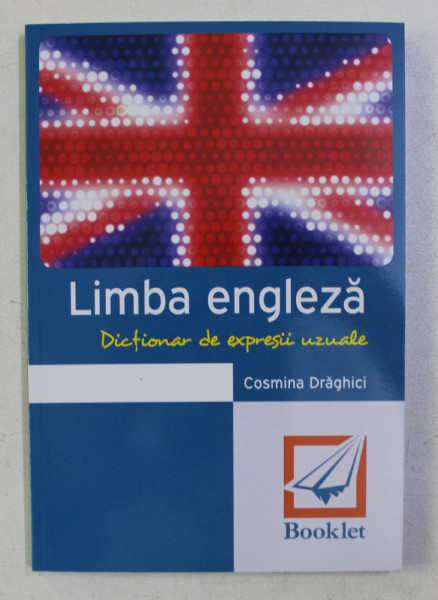 Limba engleză
Dicționar de expresii uzuale
Cosmina Drăghici
Booklet